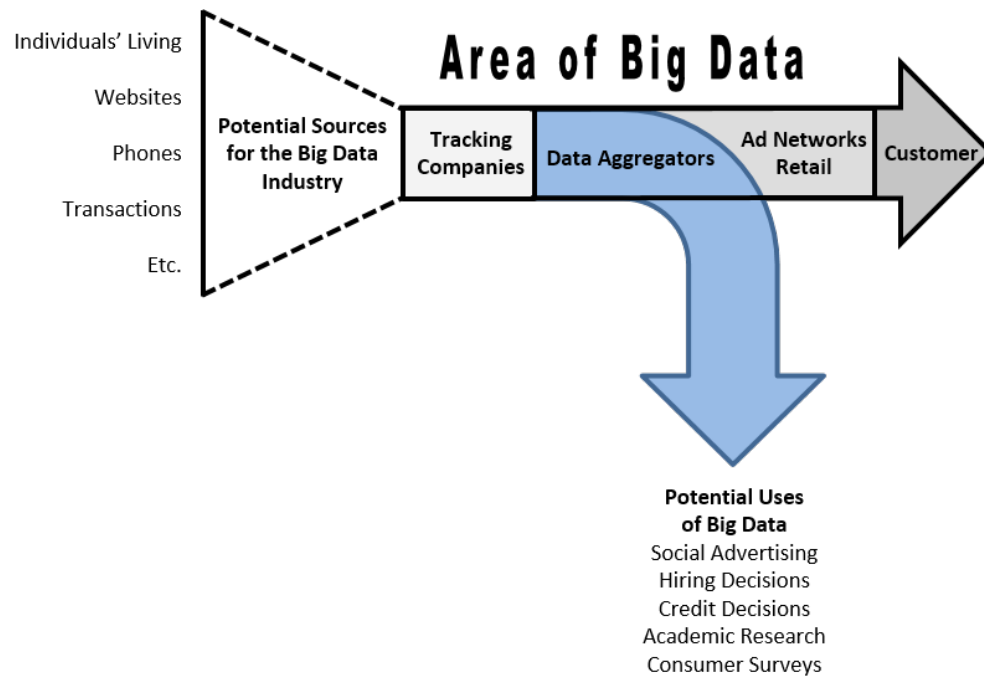 Individuals’ Living
Websites
Phones
Transactions
Etc.
Potential Sources
for the Big Data
Industry
Area of Big Data
Tracking
Companies
Data Aggregators
Ad Networks
Retail
Customer
Potential Uses
of Big Data
Social Advertising
Hiring Decisions
Credit Decisions
Academic Research
Consumer Surveys